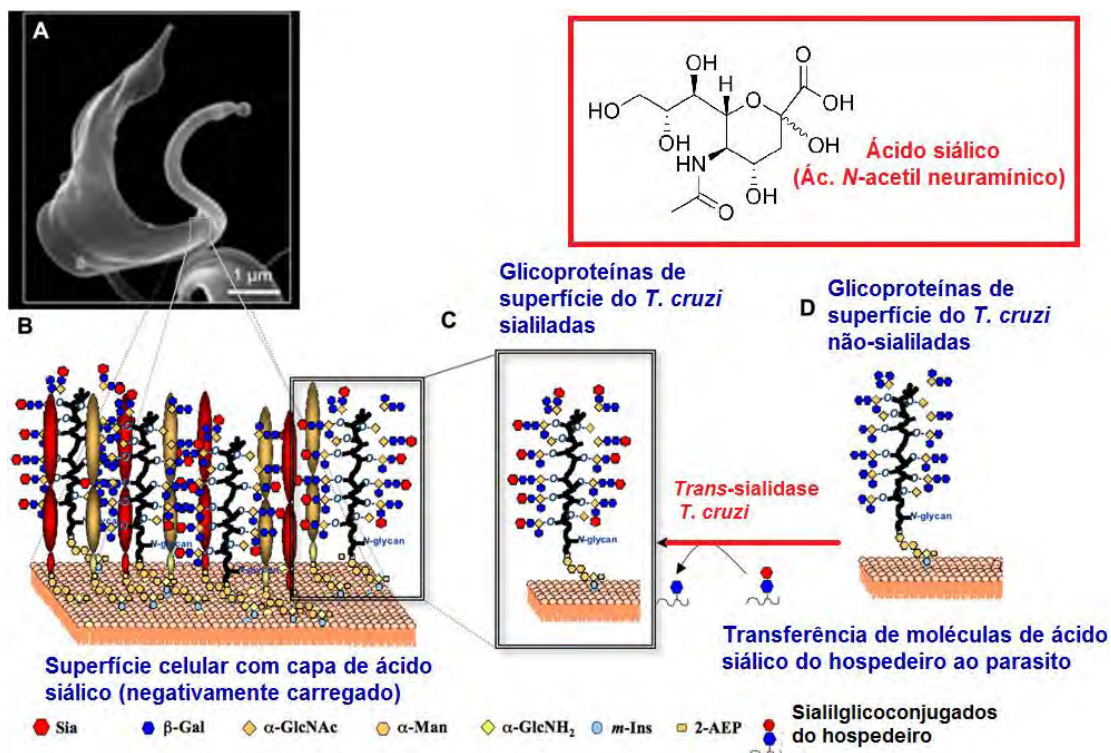 A
1 µm
O
OH
HO
OH
H
O
OH
OH
HN
OH
O
Ácido siálico
(Ác. N-acetil neuramínico)
B
Glicoproteínas de
superfície do T. cruzi
sialiladas
C
Glicoproteínas de
superfície do T. cruzi
não-sialiladas
D
N-glycan
N-glycan
N-glycan
N-glycan
Trans-sialidase
T. cruzi
Superfície celular com capa de ácido
siálico (negativamente carregado)
Transferência de moléculas de ácido
siálico do hospedeiro ao parasito
Sia
β-Gal
α-GlcNAc
α-Man
α-GlcNH2
m-Ins
2-AEP
Sialilglicoconjugados
do hospedeiro